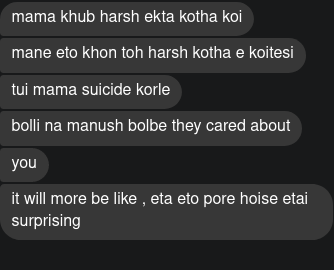 mama khub harsh ekta kotha koi
mane eto khon toh harsh kotha e koitesi
tui mama suicide korle
bolli na manush bolbe they cared about
you
it will more be like , eta eto pore hoise etai
surprising